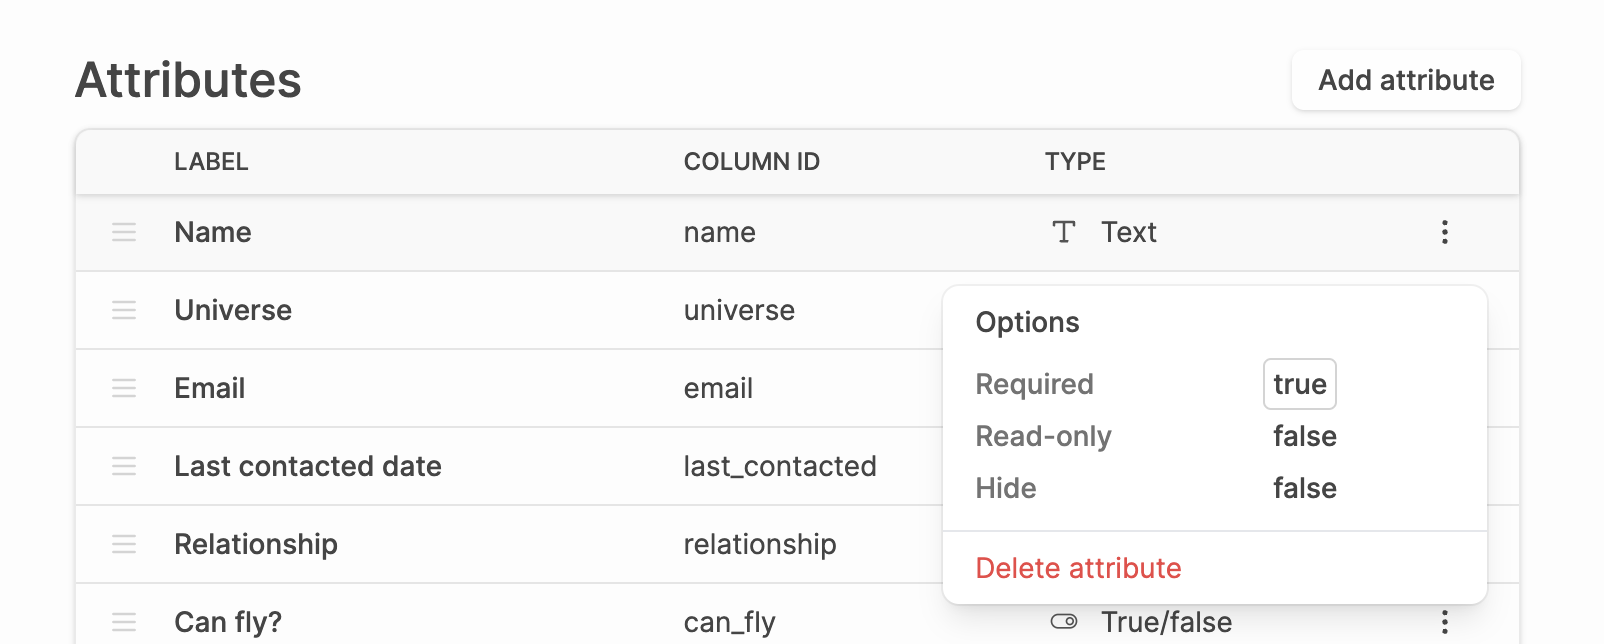 Attributes
Add attribute
LABEL COLUMN ID TYPE
Name name Text
Universe universe
Options
Email email
Required true
Read-only false
Last contacted date last_contacted
Hide false
Relationship relationship
Delete attribute
Can fly? can_fly True/false